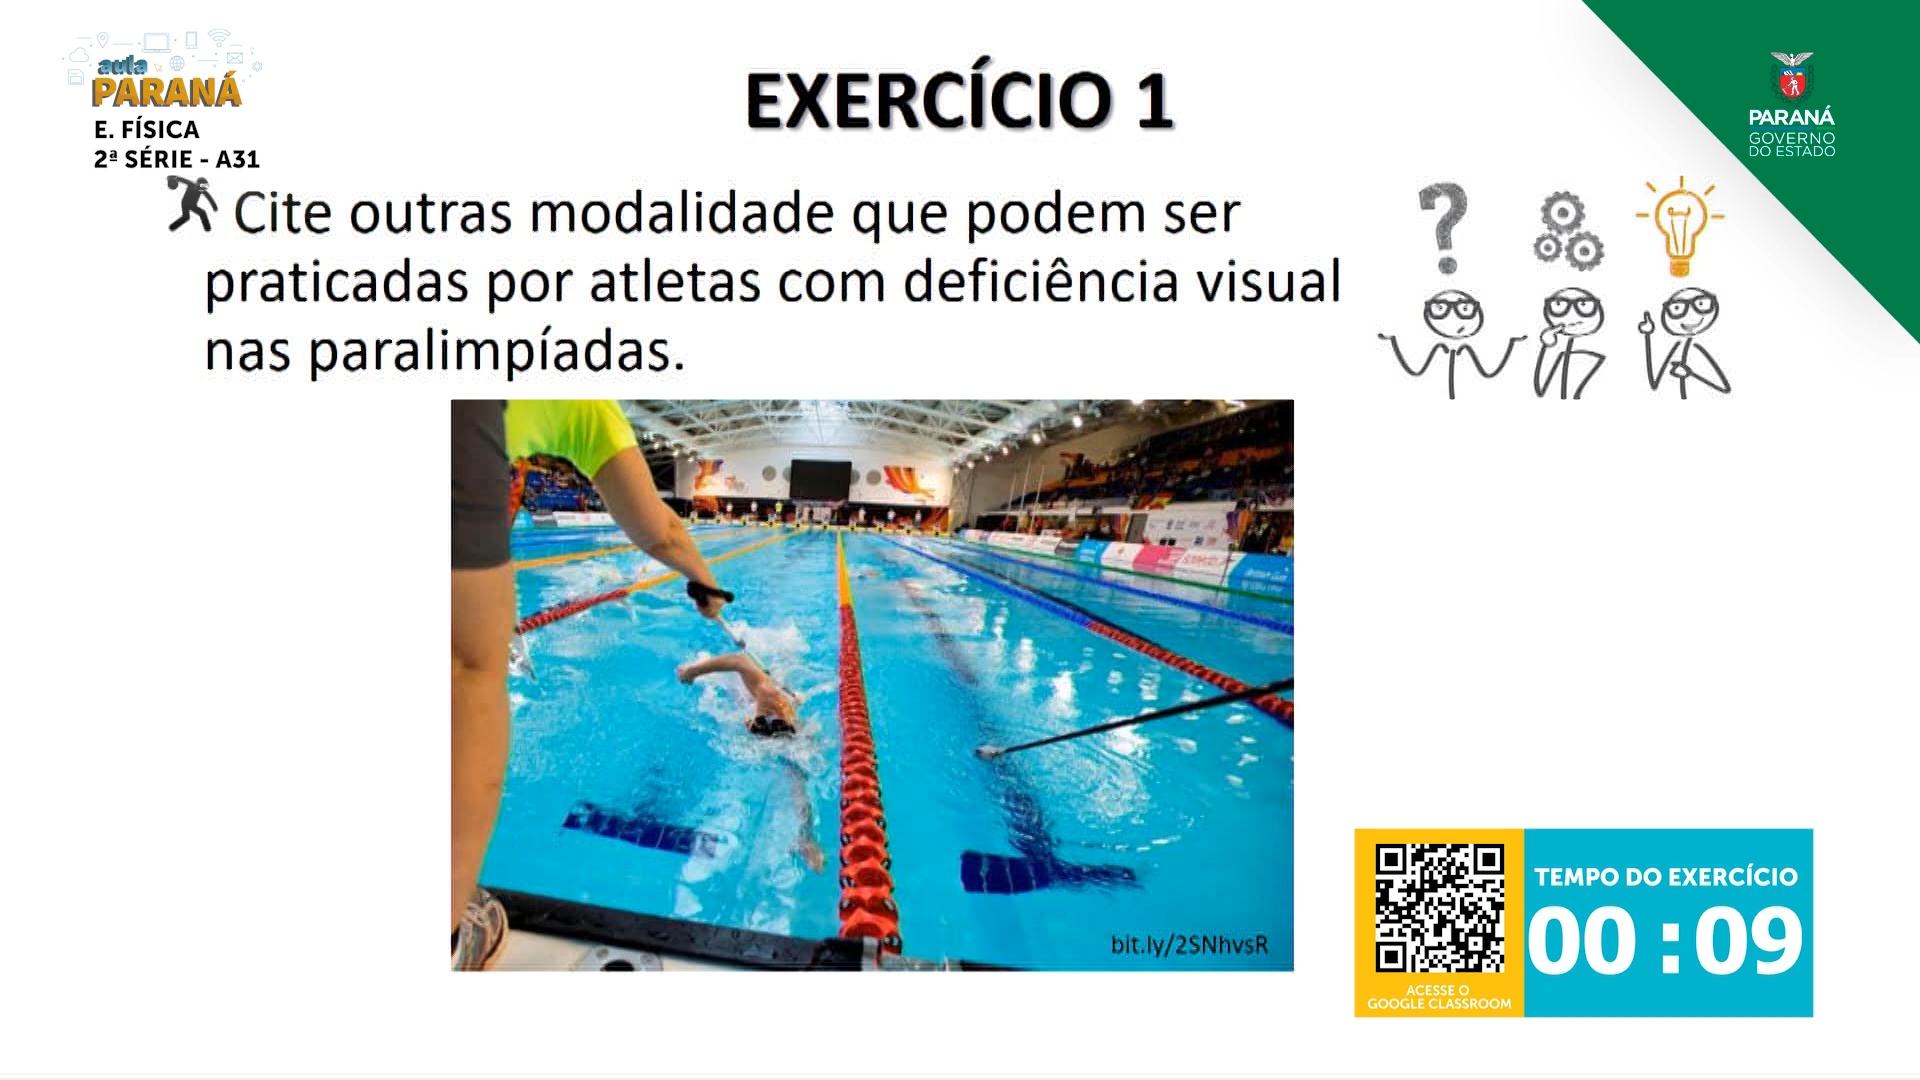 aula
PARANÁ
E. FÍSICA
2ª SÉRIE - A31
EXERCÍCIO 1
PARANÁ
GOVERNO
DO ESTADO
Cite outras modalidade que podem ser
praticadas por atletas com deficiência visual
nas paralimpíadas.
bit.ly/2SNhvsR
TEMPO DO EXERCÍCIO
00 : 09
ACESSE O
GOOGLE CLASSROOM